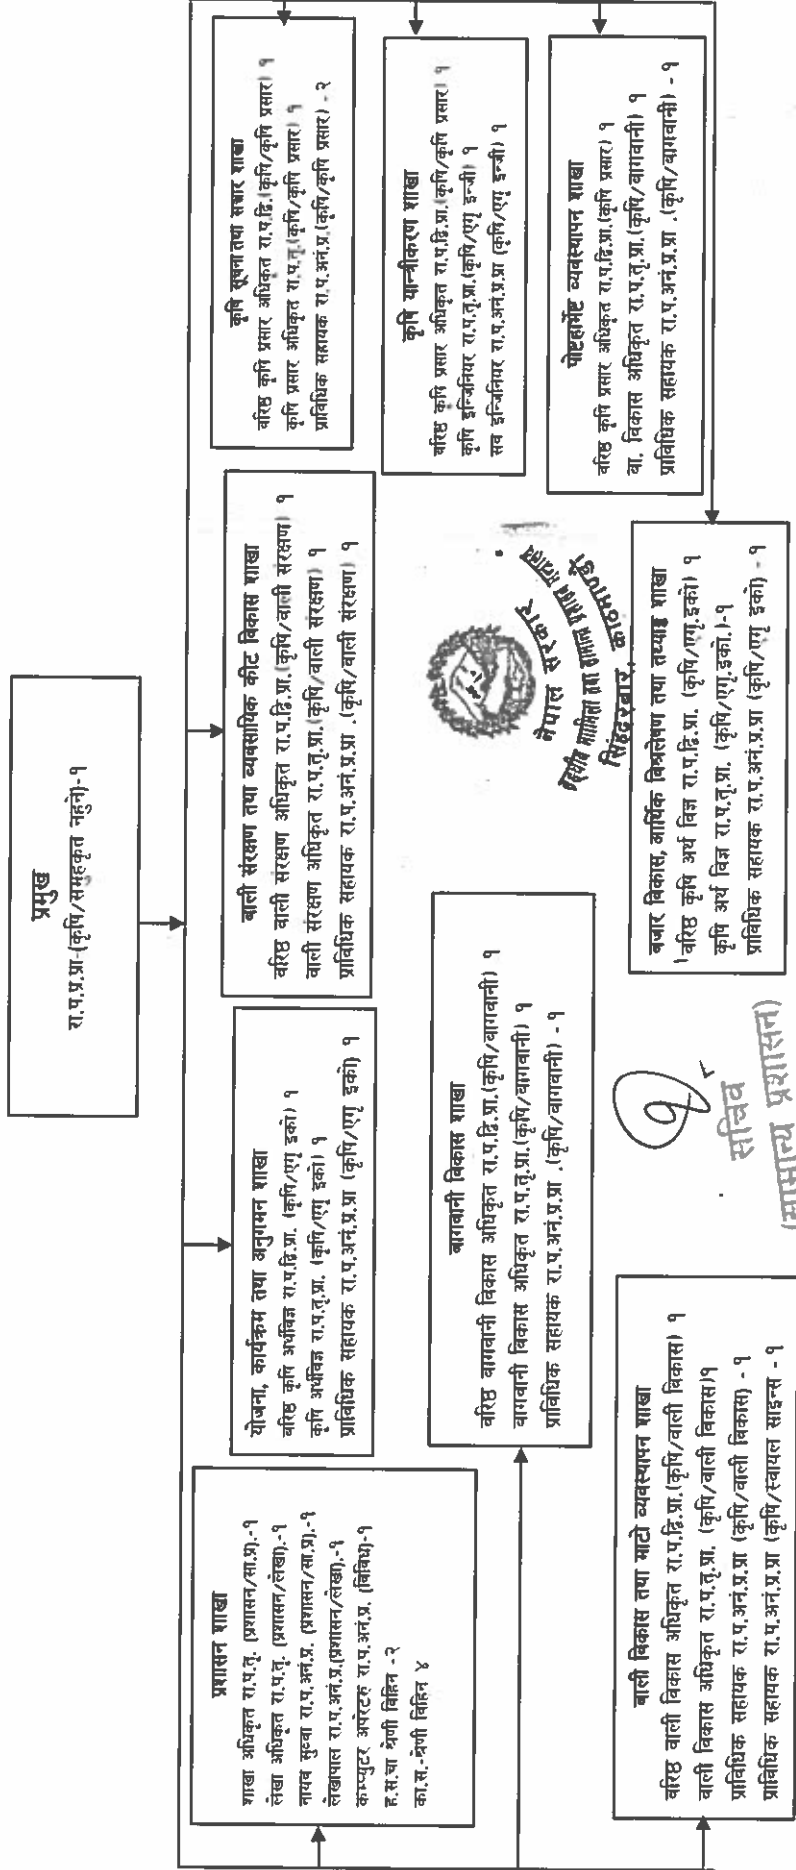 प्रमुख
रा.प.प्र.प्रा-(कृषि/समूहकृत नहुने)-१
प्रशासन शाखा
शाखा अधिकृत रा.प.तृ. (प्रशासन/सा.प्र).-१
लेखा अधिकृत रा.प.तृ. (प्रशासन/लेखा).-१
नायव सुव्वा रा.प.अनं.प्र. (प्रशासन/सा.प्र).-१
लेखापाल रा.प.अनं.प्र.(प्रशासन/लेखा).-१
कम्प्युटर अपरेटर रा.प.अनं.प्र. (विविध)-१
ह.स.चा श्रेणी विहिन -२
का.स.-श्रेणी विहिन ४
योजना, कार्यक्रम तथा अनुगमन शाखा
वरिष्ठ कृषि अर्थविज्ञ रा.प.द्वि.प्रा. (कृषि/एगृ इको) १
कृषि अर्थविज्ञ रा.प.तृ.प्रा. (कृषि/एगृ इको) १
प्राविधिक सहायक रा.प.अनं.प्र.प्रा (कृषि/एगृ इको) १
बाली संरक्षण तथा व्यवसायिक कीट विकास शाखा
वरिष्ठ वाली संरक्षण अधिकृत रा.प.द्वि.प्रा.(कृषि/वाली संरक्षण) १
वाली संरक्षण अधिकृत रा.प.तृ.प्रा.(कृषि/वाली संरक्षण) १
प्राविधिक सहायक रा.प.अनं.प्र.प्रा .(कृषि/वाली संरक्षण) १
कृषि सूचना तथा सञ्चार शाखा
वरिष्ठ कृषि प्रसार अधिकृत रा.प.द्वि.(कृषि/कृषि प्रसार) १
कृषि प्रसार अधिकृत रा.प.तृ.(कृषि/कृषि प्रसार) १
प्राविधिक सहायक रा.प.अनं.प्र.(कृषि/कृषि प्रसार) - २
कृषि यान्त्रीकरण शाखा
वरिष्ठ कृषि प्रसार अधिकृत रा.प.द्वि.प्रा.(कृषि/कृषि प्रसार) १
कृषि इन्जिनियर रा.प.तृ.प्रा.(कृषि/एगृ इन्जी) १
सव इन्जिनियर रा.प.अनं.प्र.प्रा (कृषि/एगृ इन्जी) १
बागवानी विकास शाखा
वरिष्ठ वागवानी विकास अधिकृत रा.प.द्वि.प्रा.(कृषि/वागवानी) १
वागवानी विकास अधिकृत रा.प.तृ.प्रा.(कृषि/वागवानी) १
प्राविधिक सहायक रा.प.अनं.प्र.प्रा .(कृषि/वागवानी) - १
पोष्टहार्भेष्ट व्यवस्थापन शाखा
वरिष्ठ कृषि प्रसार अधिकृत रा.प.द्वि.प्रा.(कृषि प्रसार) १
वा. विकास अधिकृत रा.प.तृ.प्रा.(कृषि/वागवानी) १
प्राविधिक सहायक रा.प.अनं.प्र.प्रा .(कृषि/वागवानी) - १
नेपाल सरकार
सङ्घीय मामिला तथा सामान्य प्रशासन मन्त्रालय
सिंहदरबार, काठमाण्डौ
बाली विकास तथा माटो व्यवस्थापन शाखा
वरिष्ठ वाली विकास अधिकृत रा.प.द्वि.प्रा.(कृषि/वाली विकास) १
वाली विकास अधिकृत रा.प.तृ.प्रा. (कृषि/वाली विकास)१
प्राविधिक सहायक रा.प.अनं.प्र.प्रा (कृषि/वाली विकास) - १
प्राविधिक सहायक रा.प.अनं.प्र.प्रा (कृषि/स्वायल साइन्स - १
बजार विकास, आर्थिक विश्लेषण तथा तथ्याङ्क शाखा
वरिष्ठ कृषि अर्थ विज्ञ रा.प.द्वि.प्रा. (कृषि/एगृ.इको) १
कृषि अर्थ विज्ञ रा.प.तृ.प्रा. (कृषि/एगृ.इको.)-१
प्राविधिक सहायक रा.प.अनं.प्र.प्रा (कृषि/एगृ इको) - १
सचिव
(सामान्य प्रशासन)